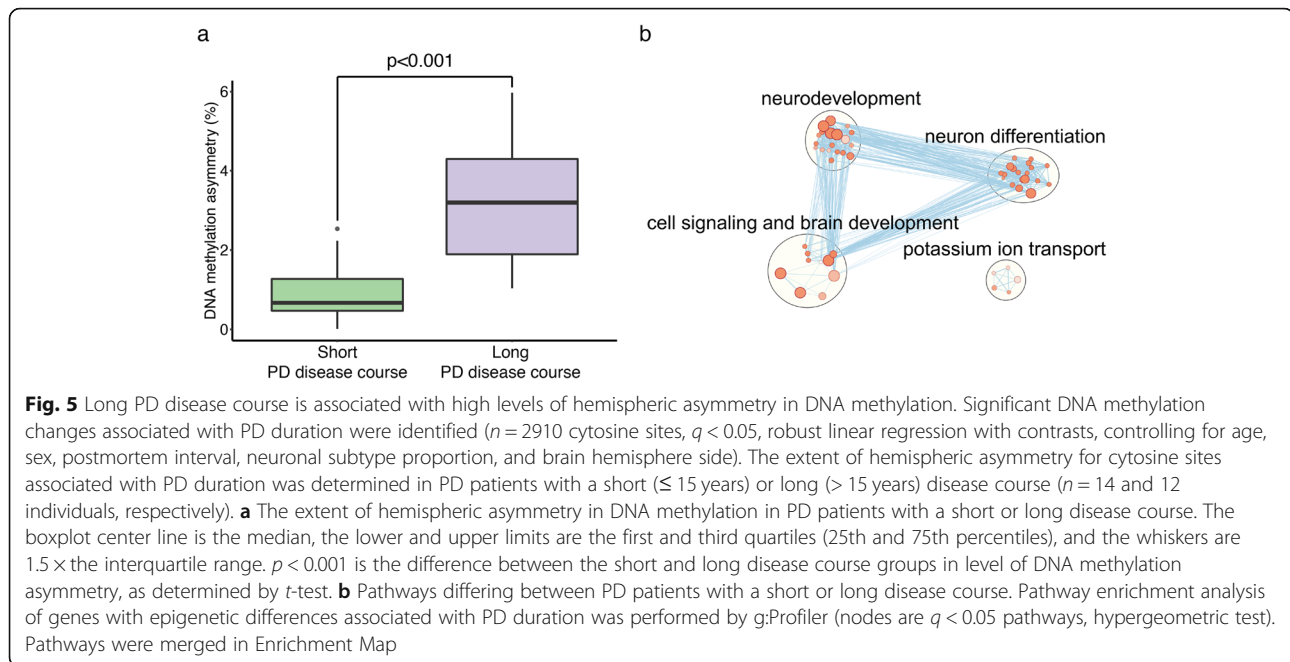 a
p<0.001
DNA methylation asymmetry (%)
6
4
2
0
Short
PD disease course
Long
PD disease course
b
neurodevelopment
neuron differentiation
cell signaling and brain development
potassium ion transport
Fig. 5 Long PD disease course is associated with high levels of hemispheric asymmetry in DNA methylation. Significant DNA methylation
changes associated with PD duration were identified (n = 2910 cytosine sites, q < 0.05, robust linear regression with contrasts, controlling for age,
sex, postmortem interval, neuronal subtype proportion, and brain hemisphere side). The extent of hemispheric asymmetry for cytosine sites
associated with PD duration was determined in PD patients with a short (≤ 15 years) or long (> 15 years) disease course (n = 14 and 12
individuals, respectively). a The extent of hemispheric asymmetry in DNA methylation in PD patients with a short or long disease course. The
boxplot center line is the median, the lower and upper limits are the first and third quartiles (25th and 75th percentiles), and the whiskers are
1.5 × the interquartile range. p < 0.001 is the difference between the short and long disease course groups in level of DNA methylation
asymmetry, as determined by t-test. b Pathways differing between PD patients with a short or long disease course. Pathway enrichment analysis
of genes with epigenetic differences associated with PD duration was performed by g:Profiler (nodes are q < 0.05 pathways, hypergeometric test).
Pathways were merged in Enrichment Map